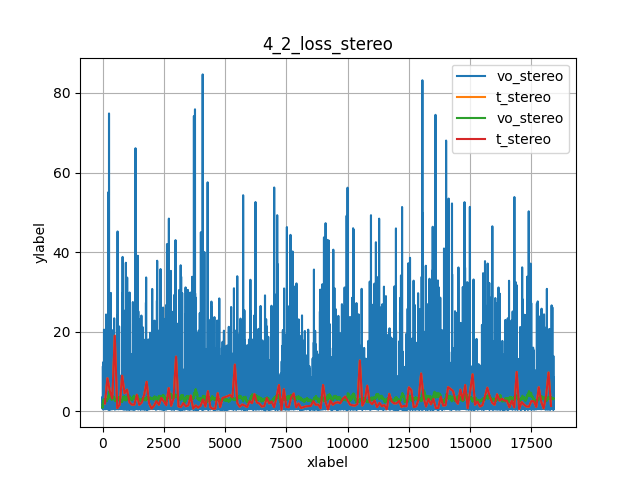 4_2_loss_stereo
vo_stereo
t_stereo
vo_stereo
t_stereo
80
60
40
20
0
ylabel
0 2500 5000 7500 10000 12500 15000 17500
xlabel